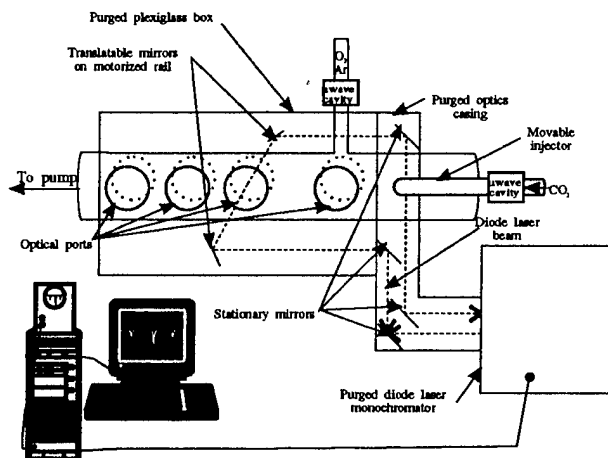 Purged plexiglass box
Translatable mirrors
on motorized rail
O2
Ar
μwave
cavity
Purged optics
casing
Movable
injector
To pump
μwave
cavity
CO2
Optical ports
Diode laser
beam
Stationary mirrors
Purged diode laser
monochromator